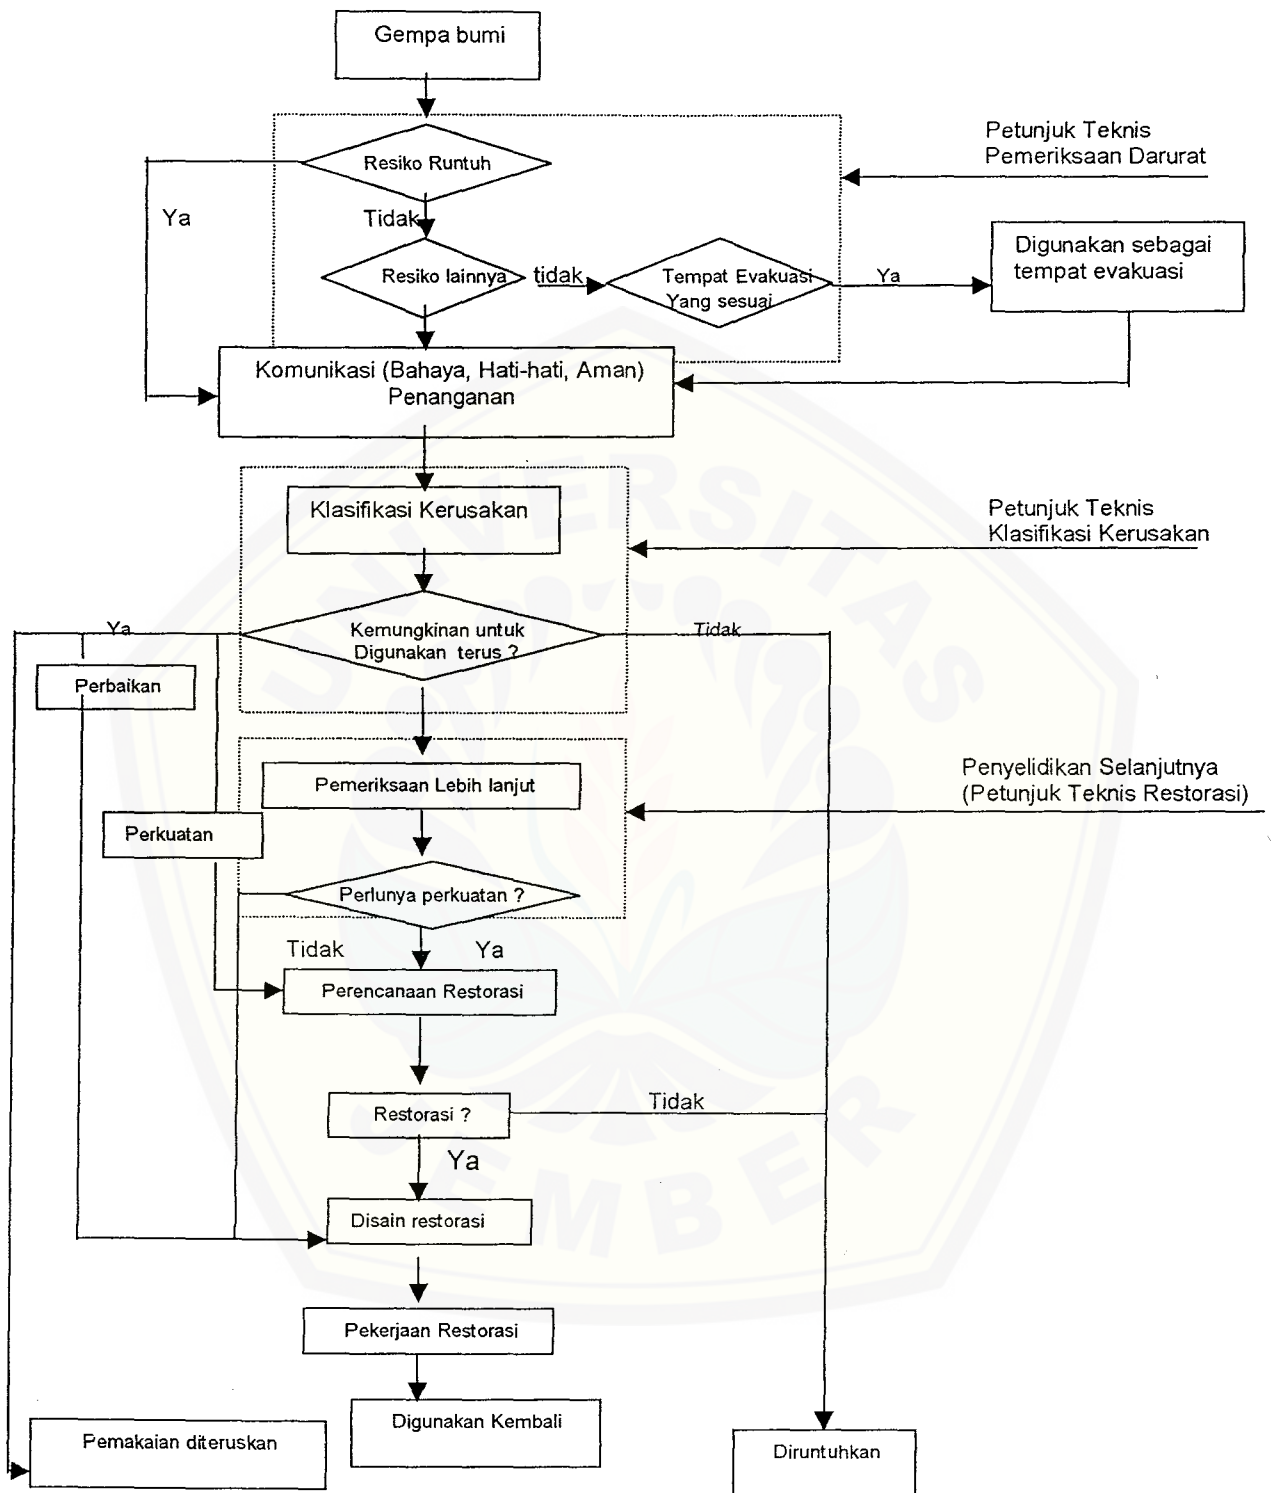 Gempa bumi
Petunjuk Teknis
Pemeriksaan Darurat
Resiko Runtuh
Ya
Tidak
Digunakan sebagai
tempat evakuasi
Resiko lainnya
tidak
Tempat Evakuasi
Yang sesuai
Ya
Komunikasi (Bahaya, Hati-hati, Aman)
Penanganan
Klasifikasi Kerusakan
Petunjuk Teknis
Klasifikasi Kerusakan
Ya
Kemungkinan untuk
Digunakan terus ?
Tidak
Perbaikan
Pemeriksaan Lebih lanjut
Penyelidikan Selanjutnya
(Petunjuk Teknis Restorasi)
Perkuatan
Perlunya perkuatan ?
Tidak
Ya
Perencanaan Restorasi
Restorasi ?
Tidak
Ya
Disain restorasi
Pekerjaan Restorasi
Digunakan Kembali
Pemakaian diteruskan
Diruntuhkan
UNIVERSITAS
JEMBER